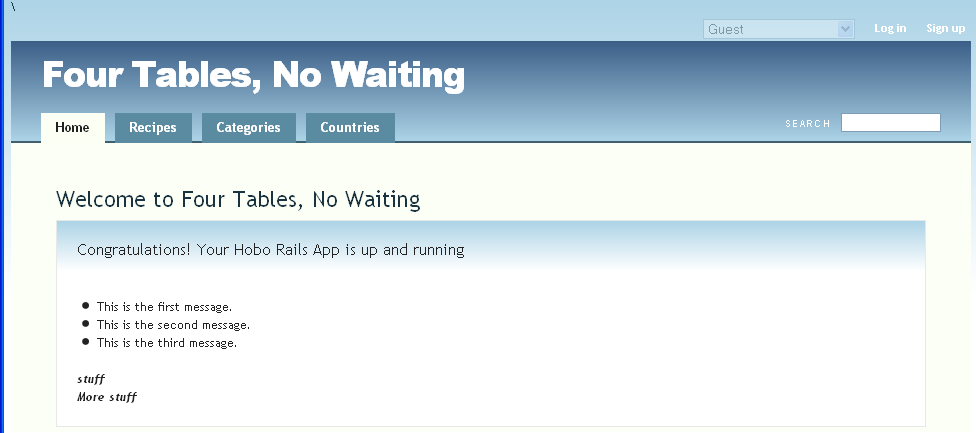 \
Guest Log in Sign up
Four Tables, No Waiting
Home Recipes Categories Countries SEARCH
Welcome to Four Tables, No Waiting
Congratulations! Your Hobo Rails App is up and running
• This is the first message.
• This is the second message.
• This is the third message.
stuff
More stuff